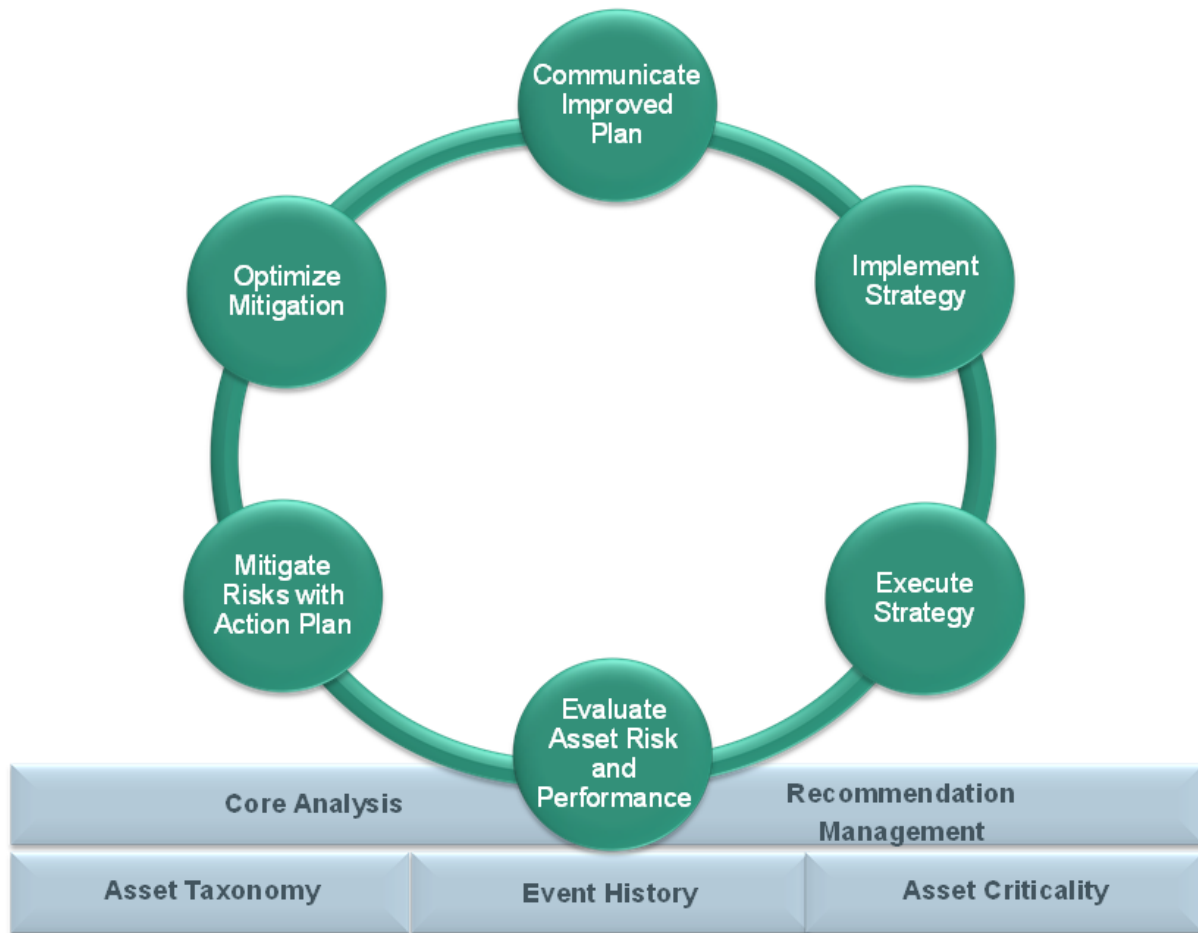 Communicate
Improved
Plan
Optimize
Mitigation
Implement
Strategy
Mitigate
Risks with
Action Plan
Execute
Strategy
Evaluate
Asset Risk
and
Performance
Core Analysis
Recommendation
Management
Asset Taxonomy
Event History
Asset Criticality